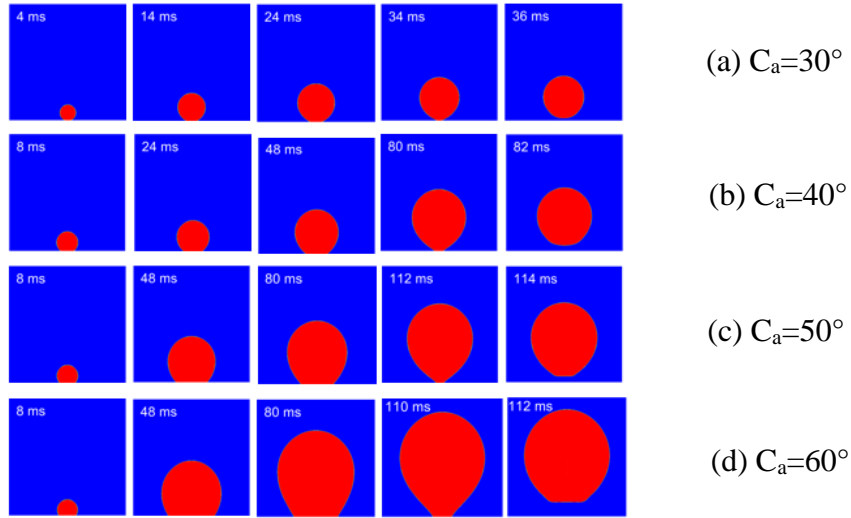 4 ms 14 ms 24 ms 34 ms 36 ms (a) Cₐ=30°
8 ms 24 ms 48 ms 80 ms 82 ms (b) Cₐ=40°
8 ms 48 ms 80 ms 112 ms 114 ms (c) Cₐ=50°
8 ms 48 ms 80 ms 110 ms 112 ms (d) Cₐ=60°